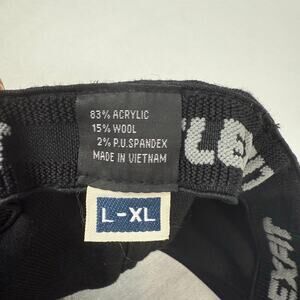 83% ACRYLIC
15% WOOL
2% P.U.SPANDEX
MADE IN VIETNAM
L-XL